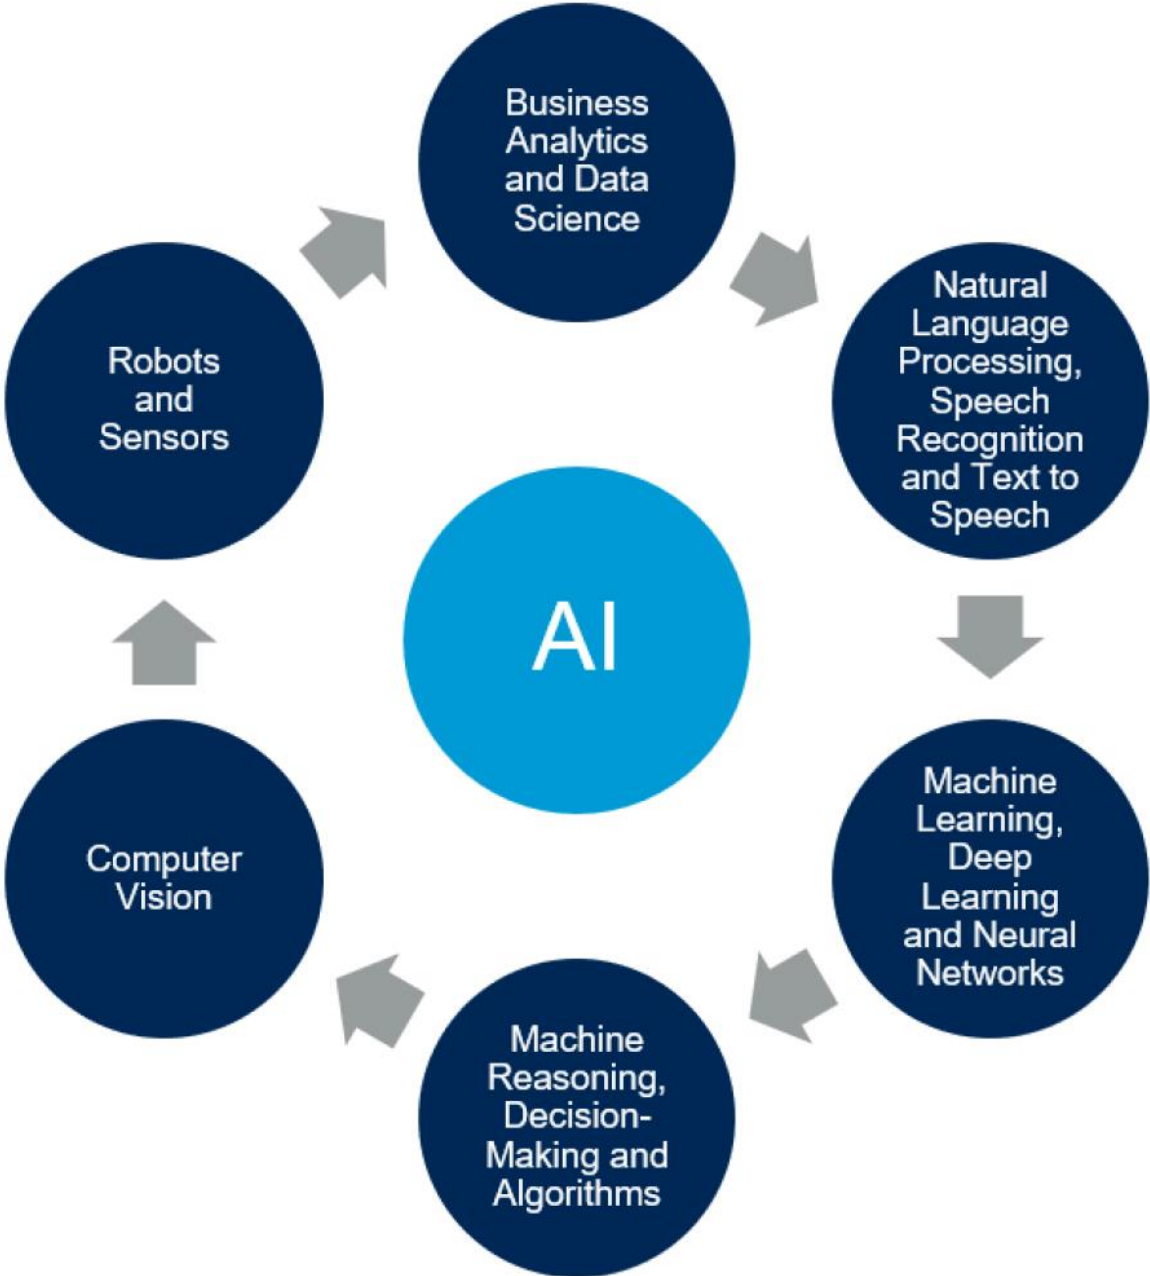 Business
Analytics
and Data
Science
Natural
Language
Processing,
Speech
Recognition
and Text to
Speech
Machine
Learning,
Deep
Learning
and Neural
Networks
Machine
Reasoning,
Decision-
Making and
Algorithms
Computer
Vision
Robots
and
Sensors
AI